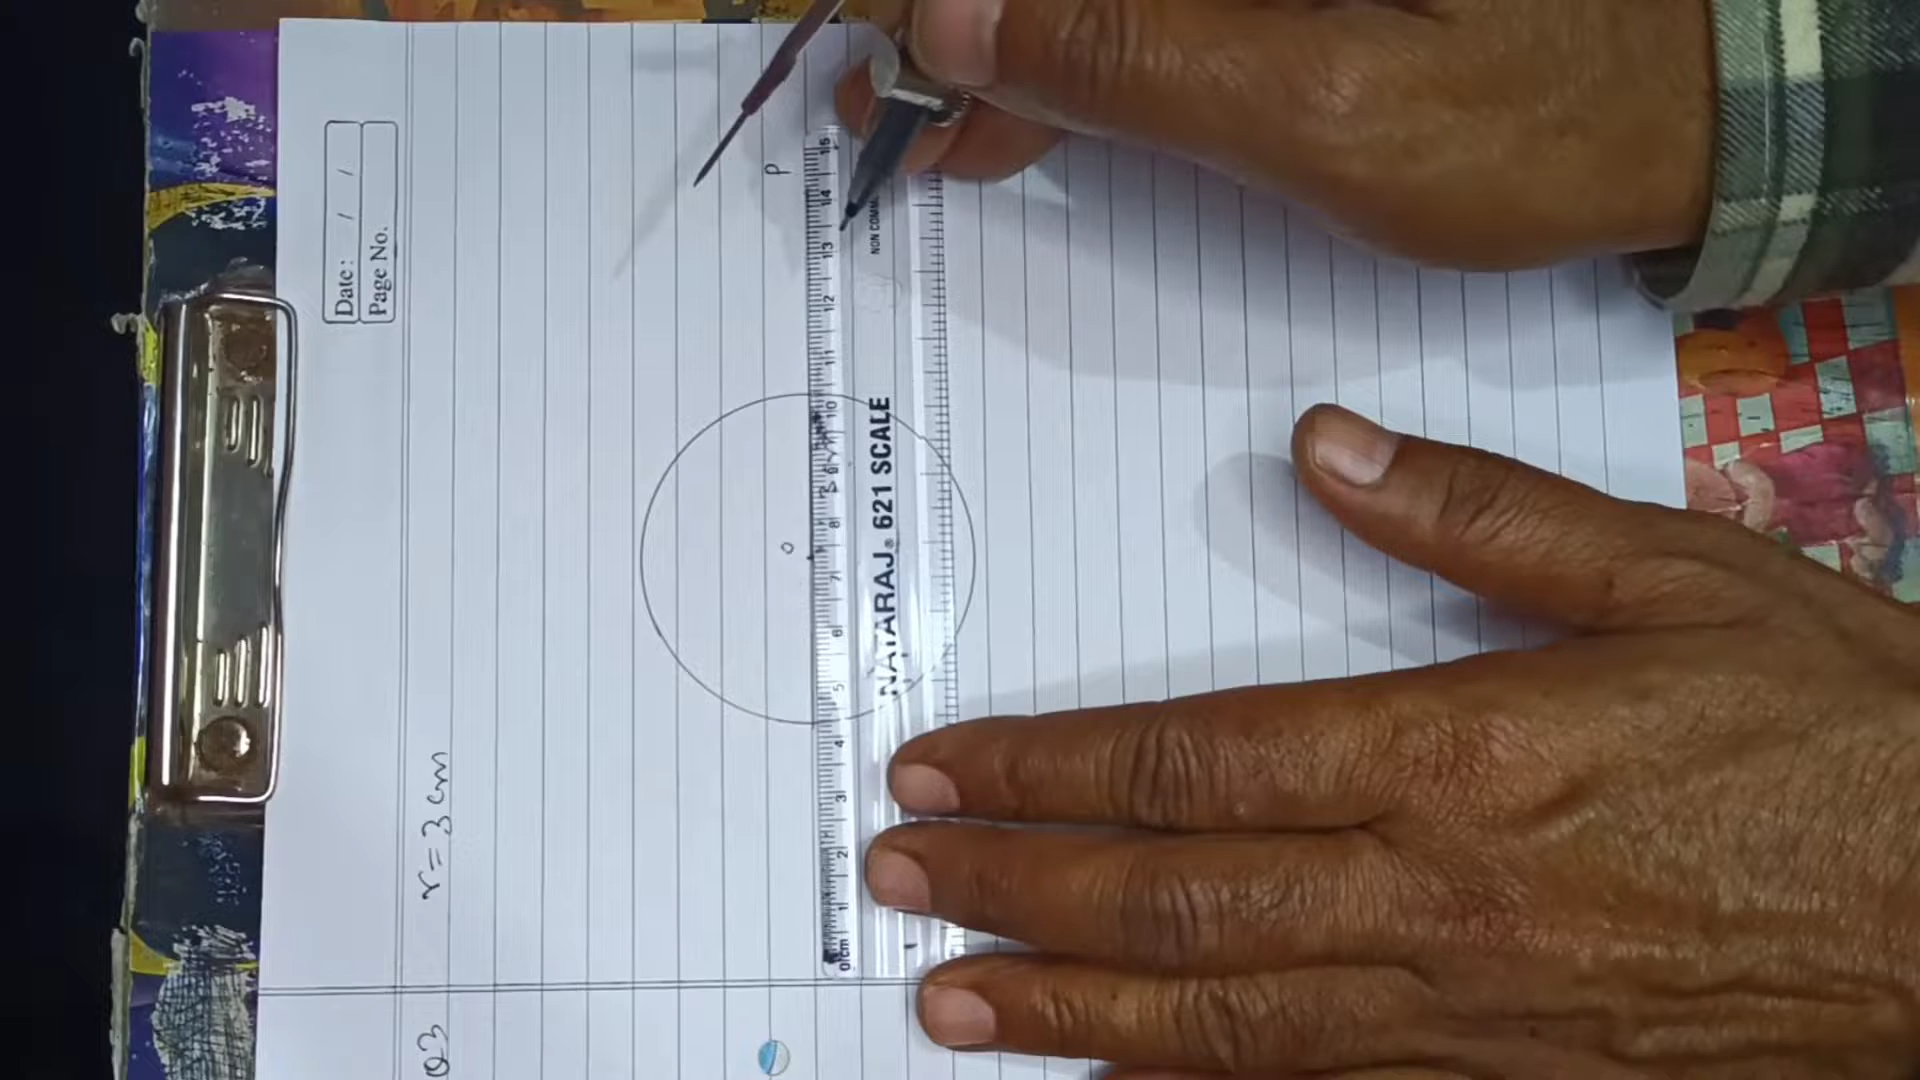 Date: / /
Page No.
Q3 r = 3 cm
P
O
0/cm 1 2 3 4 5 6 7 8 9 10 11 12 13 14 15
NATARAJ® 621 SCALE
NON COMM